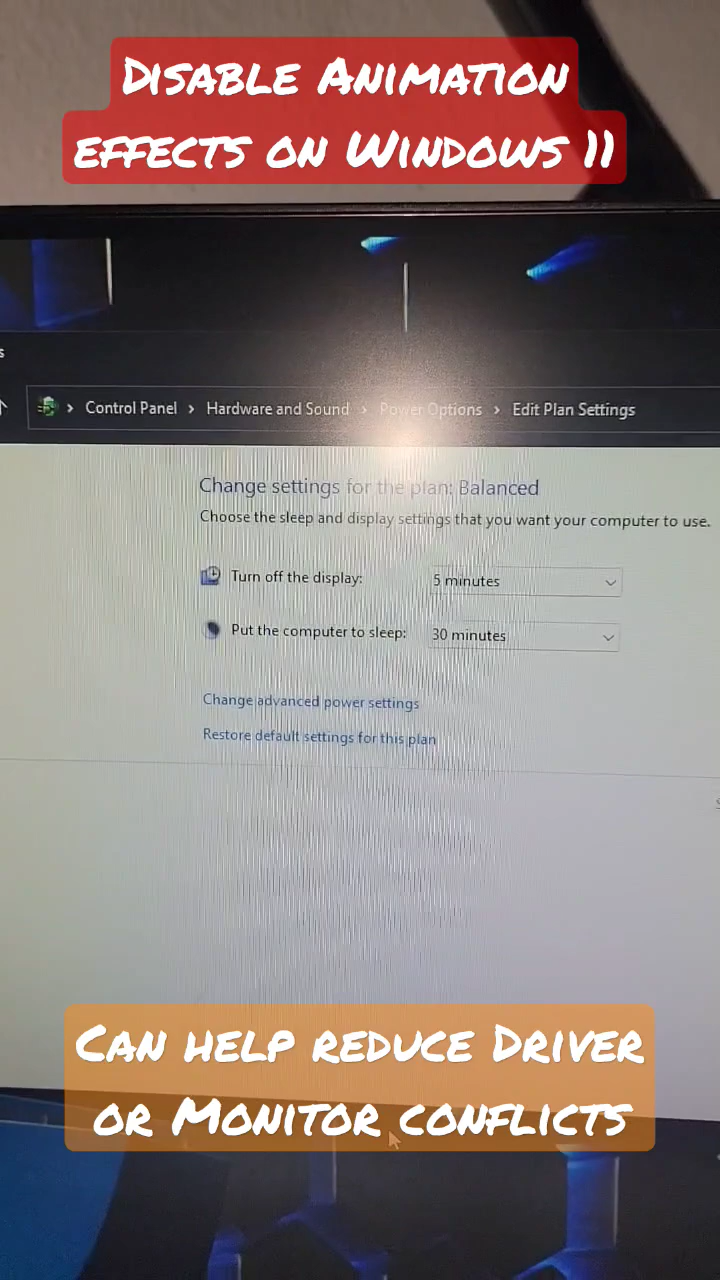 Disable Animation
effects on Windows 11
s
Control Panel > Hardware and Sound > Power Options > Edit Plan Settings
Change settings for the plan: Balanced
Choose the sleep and display settings that you want your computer to use.
Turn off the display: 5 minutes
Put the computer to sleep: 30 minutes
Change advanced power settings
Restore default settings for this plan
Can help reduce Driver
or Monitor conflicts